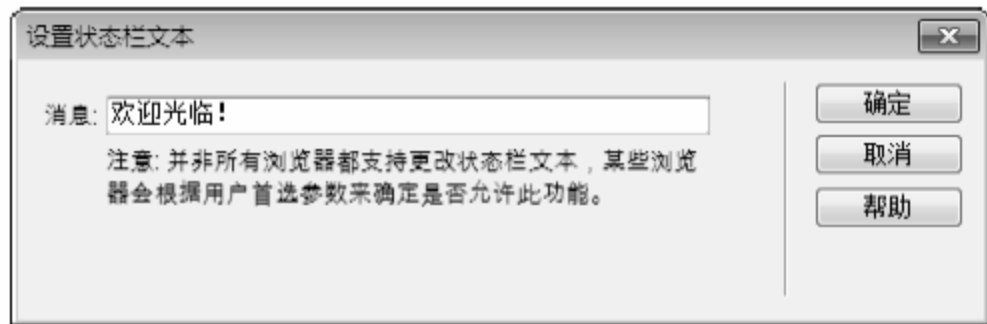 设置状态栏文本
消息: 欢迎光临!
注意: 并非所有浏览器都支持更改状态栏文本，某些浏览
器会根据用户首选参数来确定是否允许此功能。
确定
取消
帮助